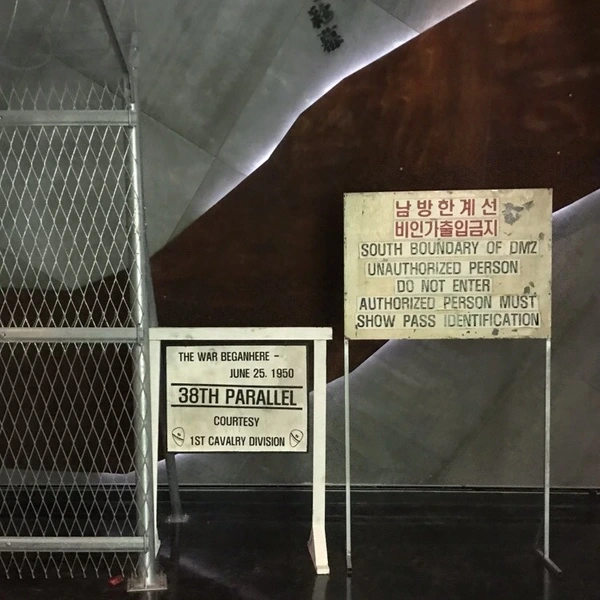 THE WAR BEGANHERE -
JUNE 25. 1950
38TH PARALLEL
COURTESY
1ST CAVALRY DIVISION
남방한계선
비인가출입금지
SOUTH BOUNDARY OF DMZ
UNAUTHORIZED PERSON
DO NOT ENTER
AUTHORIZED PERSON MUST
SHOW PASS IDENTIFICATION